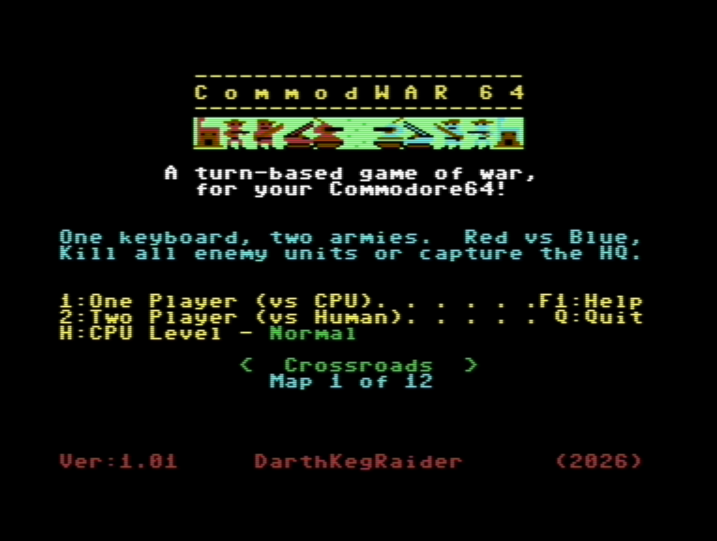 CommodWAR 64
A turn-based game of war,
for your Commodore64!
One keyboard, two armies.  Red vs Blue,
Kill all enemy units or capture the HQ.
1:One Player (vs CPU). . . . . .F1:Help
2:Two Player (vs Human). . . . . Q:Quit
H:CPU Level - Normal
<  Crossroads  >
Map 1 of 12
Ver:1.01     DarthKegRaider      (2026)